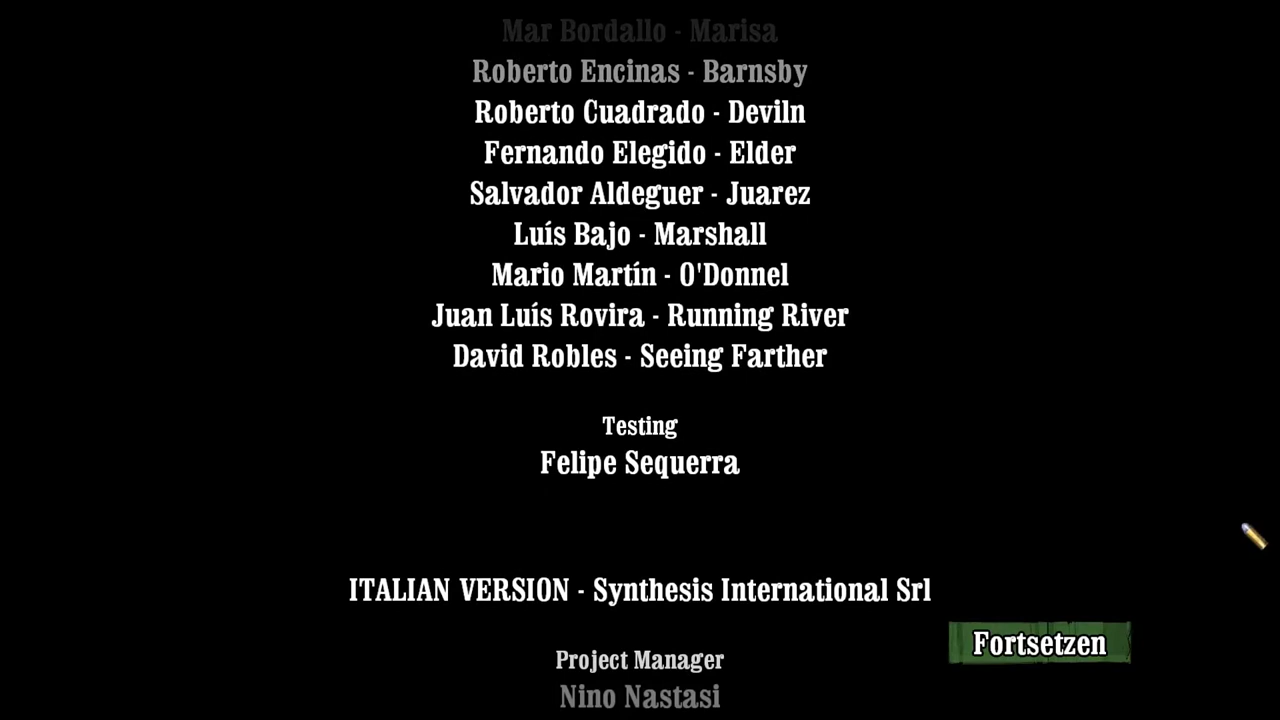 Mar Bordallo - Marisa
Roberto Encinas - Barnsby
Roberto Cuadrado - Deviln
Fernando Elegido - Elder
Salvador Aldeguer - Juarez
Luís Bajo - Marshall
Mario Martín - O'Donnel
Juan Luís Rovira - Running River
David Robles - Seeing Farther
Testing
Felipe Sequerra
ITALIAN VERSION - Synthesis International Srl
Fortsetzen
Project Manager
Nino Nastasi